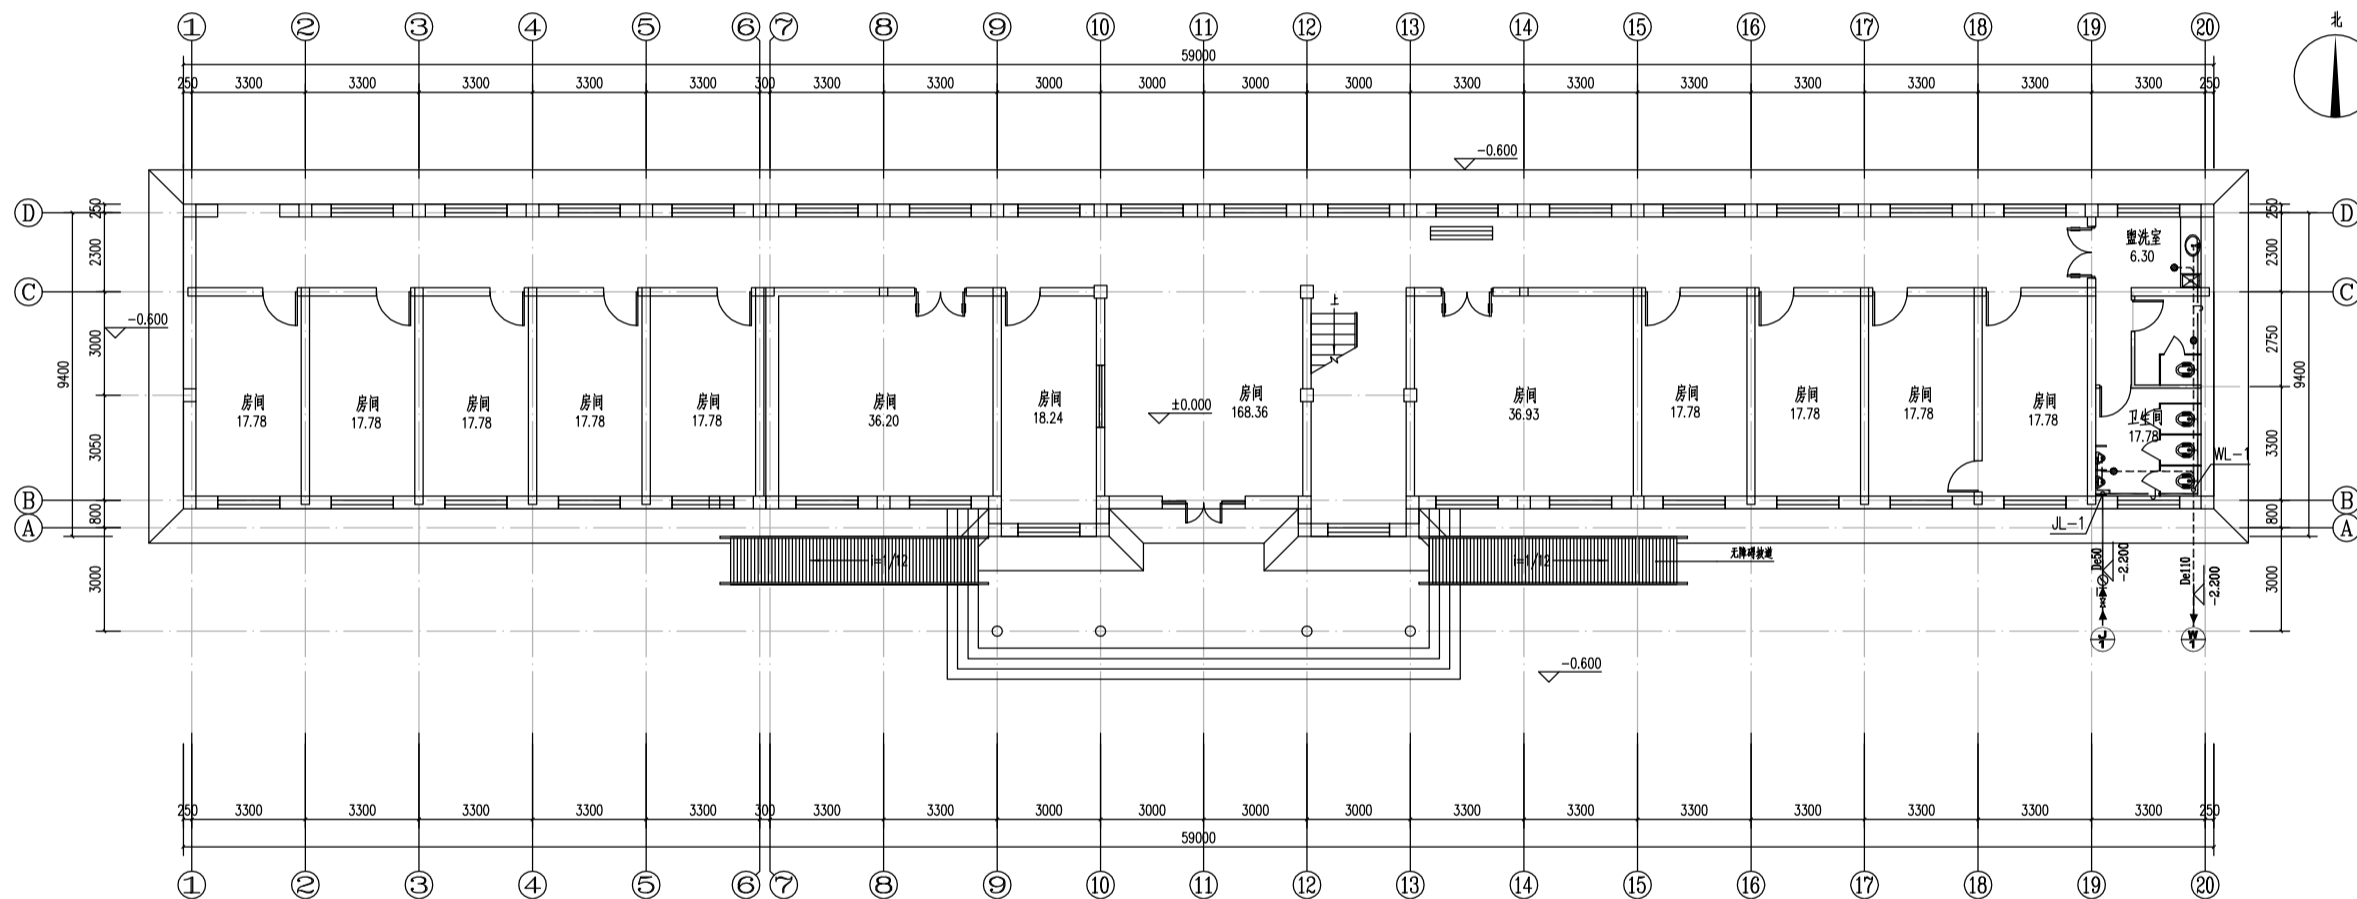 ① ② ③ ④ ⑤ ⑥ ⑦ ⑧ ⑨ ⑩ ⑪ ⑫ ⑬ ⑭ ⑮ ⑯ ⑰ ⑱ ⑲ ⑳
北
59000
250 3300 3300 3300 3300 3300 300 3300 3300 3000 3000 3000 3000 3300 3300 3300 3300 3300 3300 3300 250
-0.600
D
250
2300
C
-0.600
3000
9400
3050
B
800
A
3000
D
250
2300
C
2750
9400
3300
B
800
A
3000
盥洗室
6.30
上
±0.000
房间
17.78
房间
17.78
房间
17.78
房间
17.78
房间
17.78
房间
36.20
房间
18.24
房间
168.36
房间
36.93
房间
17.78
房间
17.78
房间
17.78
房间
17.78
卫生间
17.78
WL-1
JL-1
i=1/12
i=1/12
无障碍坡道
De50
-2.200
De110
-2.200
J
1
W
1
-0.600
250 3300 3300 3300 3300 3300 300 3300 3300 3000 3000 3000 3000 3300 3300 3300 3300 3300 3300 3300 250
59000
① ② ③ ④ ⑤ ⑥ ⑦ ⑧ ⑨ ⑩ ⑪ ⑫ ⑬ ⑭ ⑮ ⑯ ⑰ ⑱ ⑲ ⑳